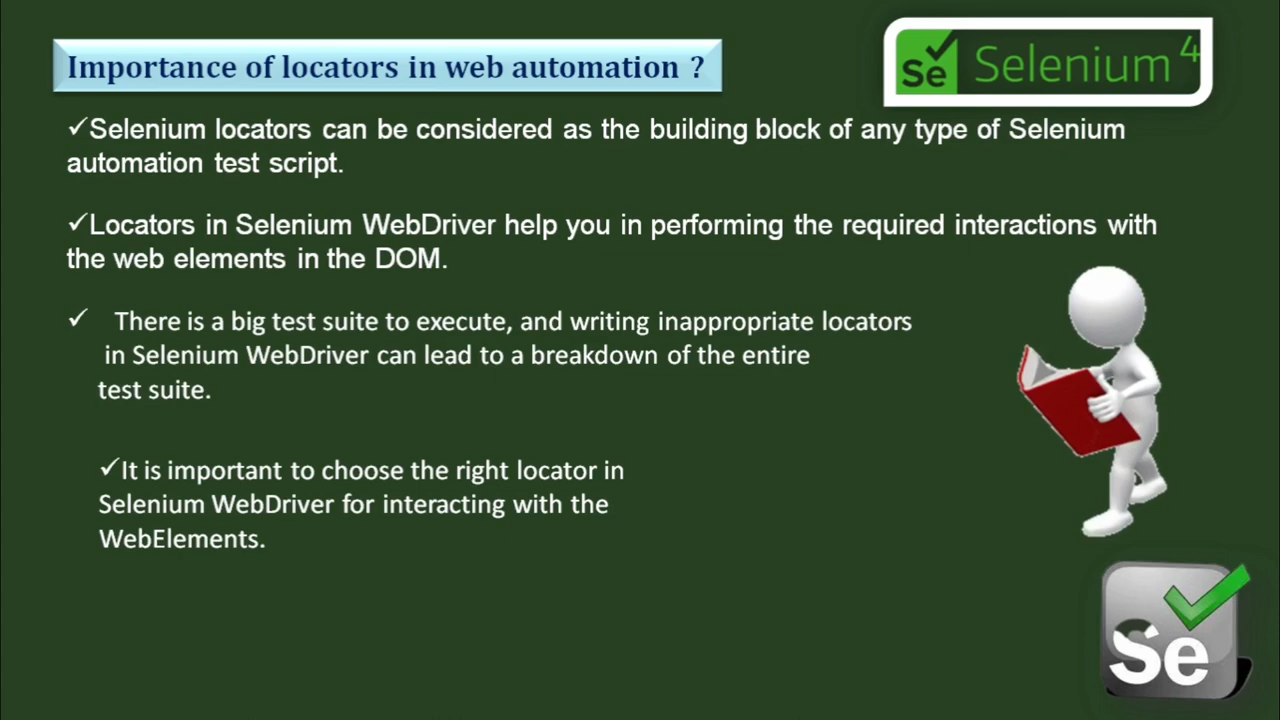 Importance of locators in web automation ?
Se Selenium 4
✓Selenium locators can be considered as the building block of any type of Selenium
automation test script.
✓Locators in Selenium WebDriver help you in performing the required interactions with
the web elements in the DOM.
✓ There is a big test suite to execute, and writing inappropriate locators
in Selenium WebDriver can lead to a breakdown of the entire
test suite.
✓It is important to choose the right locator in
Selenium WebDriver for interacting with the
WebElements.
Se